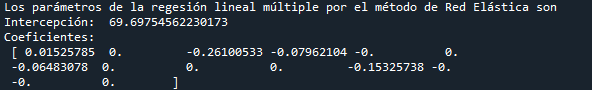 Los parámetros de la regesión lineal múltiple por el método de Red Elástica son
Intercepción: 69.69754562230173
Coeficientes:
[ 0.01525785 0. -0.26100533 -0.07962104 -0. 0.
-0.06483078 0. 0. 0. -0.15325738 -0.
-0. 0. ]